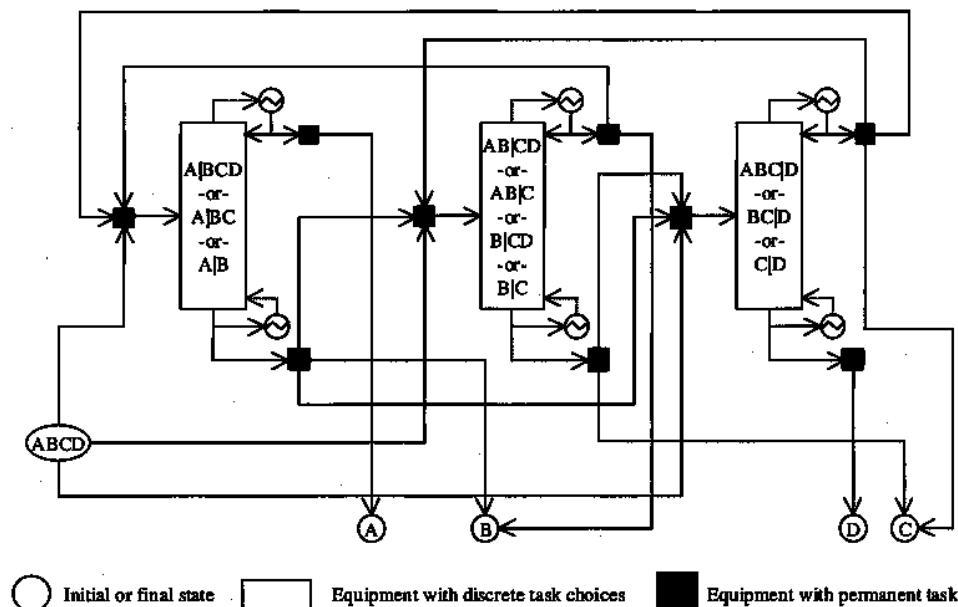 A|BCD
-or-
A|BC
-or-
A|B
AB|CD
-or-
AB|C
-or-
B|CD
-or-
B|C
ABC|D
-or-
BC|D
-or-
C|D
ABCD
A
B
D
C
Initial or final state
Equipment with discrete task choices
Equipment with permanent task